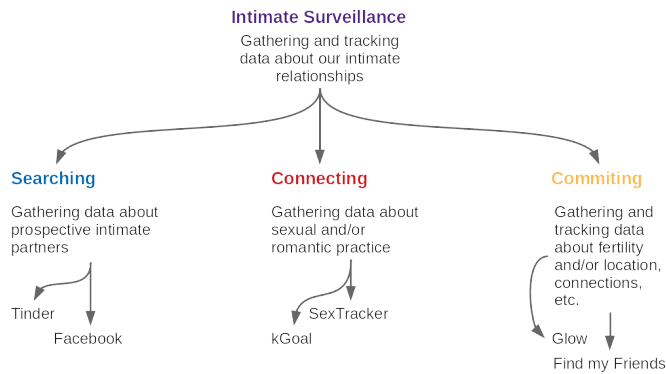 Intimate Surveillance
Gathering and tracking
data about our intimate
relationships
Searching
Gathering data about
prospective intimate
partners
Tinder
Facebook
Connecting
Gathering data about
sexual and/or
romantic practice
SexTracker
kGoal
Commiting
Gathering and
tracking data
about fertility
and/or location,
connections,
etc.
Glow
Find my Friends